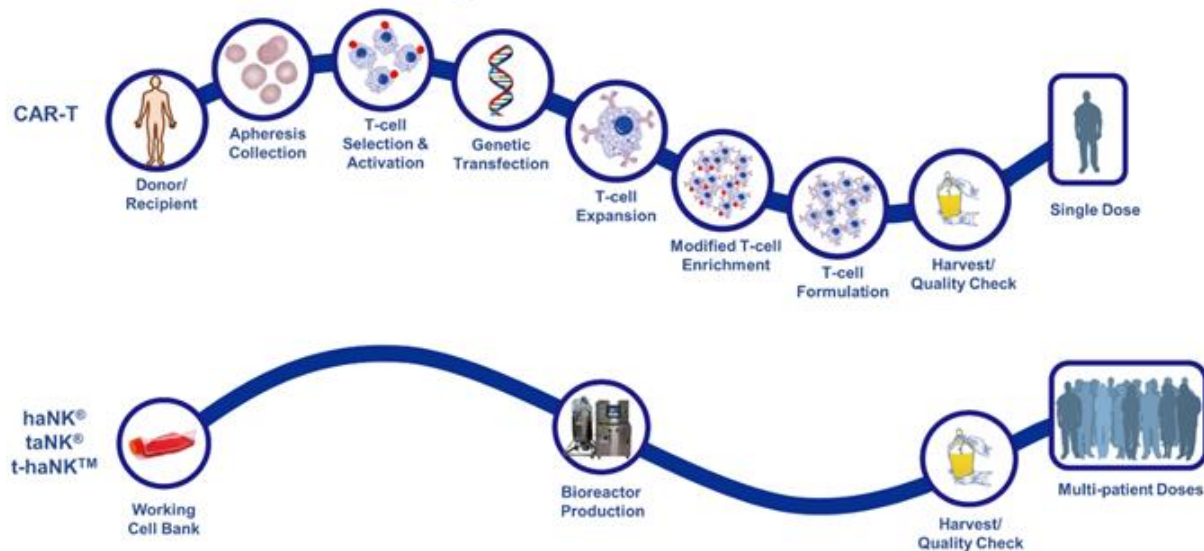 CAR-T
Donor/
Recipient
Apheresis
Collection
T-cell
Selection &
Activation
Genetic
Transfection
T-cell
Expansion
Modified T-cell
Enrichment
T-cell
Formulation
Harvest/
Quality Check
Single Dose
haNK®
taNK®
t-haNK™
Working
Cell Bank
Bioreactor
Production
Harvest/
Quality Check
Multi-patient Doses